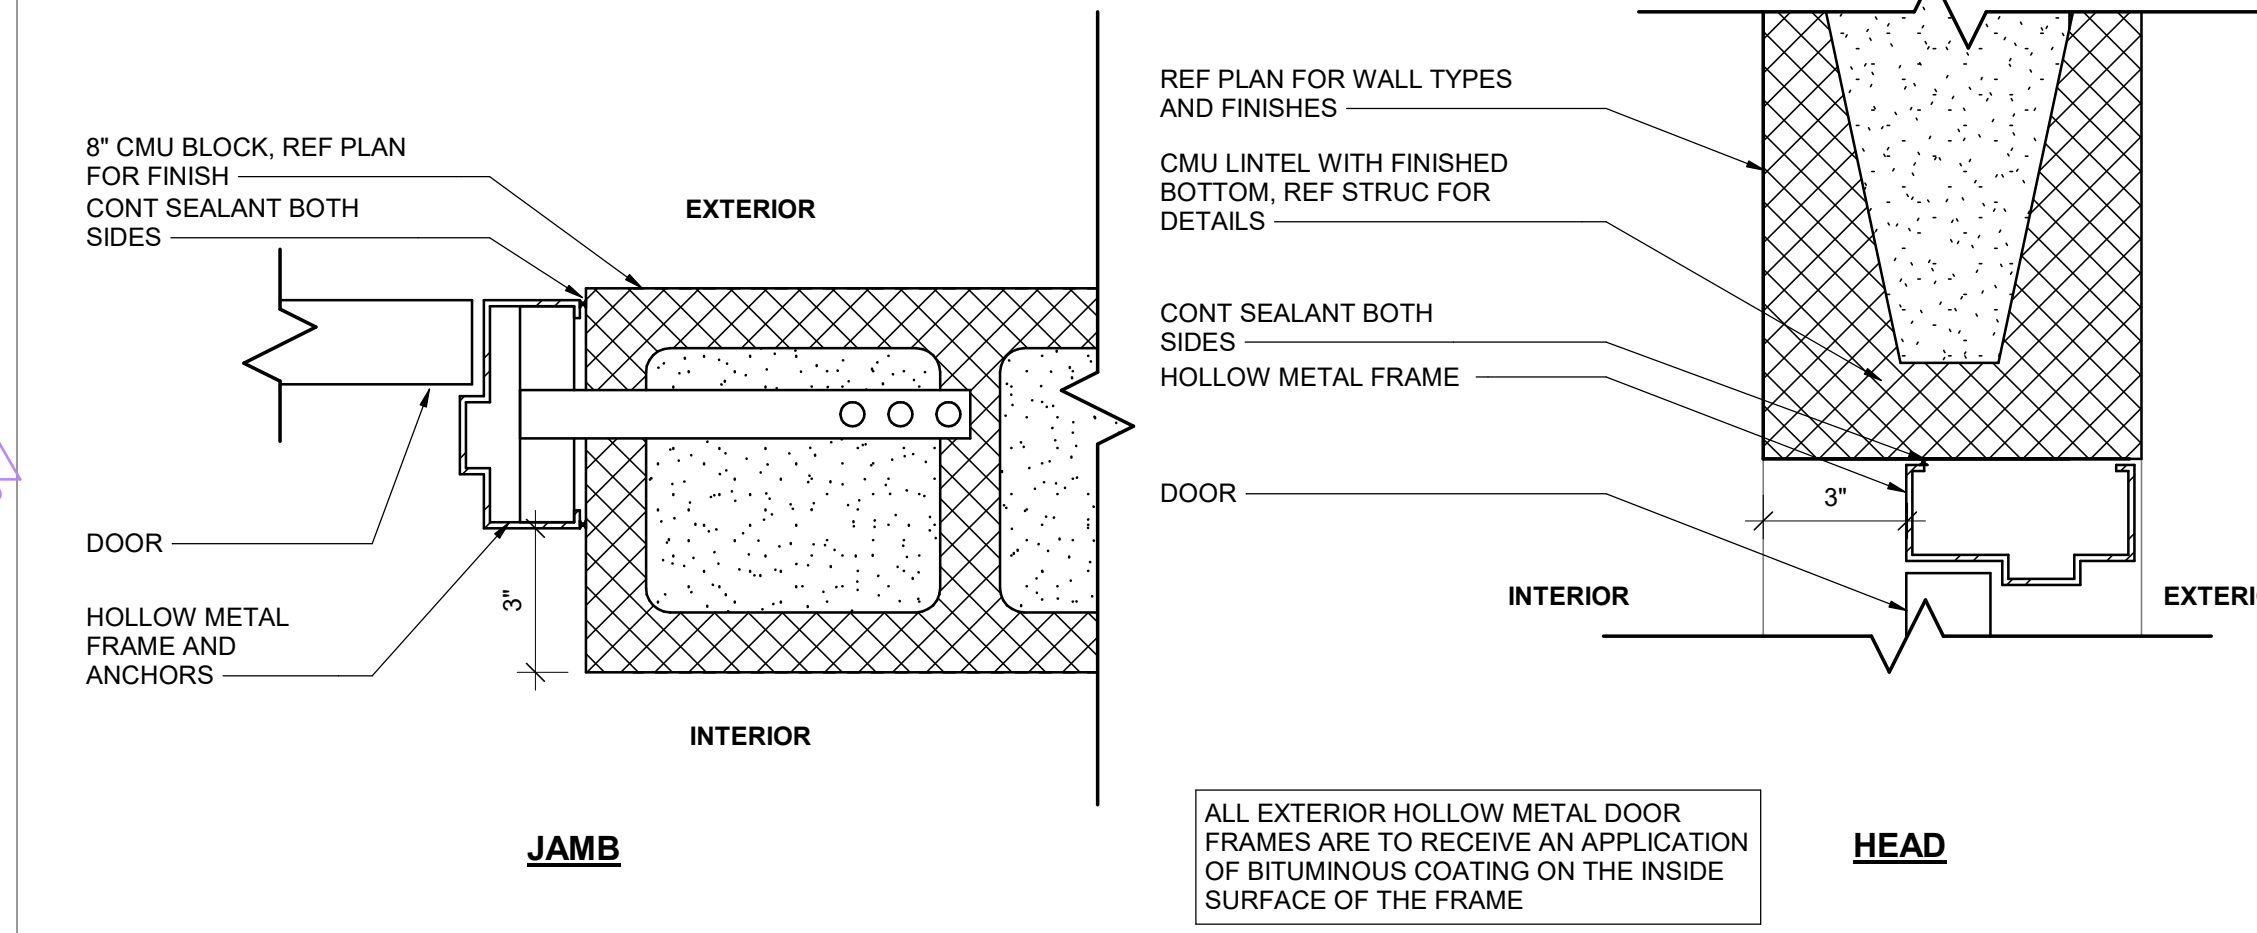 8" CMU BLOCK, REF PLAN
FOR FINISH
CONT SEALANT BOTH
SIDES
EXTERIOR
DOOR
HOLLOW METAL
FRAME AND
ANCHORS
3"
INTERIOR
JAMB
REF PLAN FOR WALL TYPES
AND FINISHES
CMU LINTEL WITH FINISHED
BOTTOM, REF STRUC FOR
DETAILS
CONT SEALANT BOTH
SIDES
HOLLOW METAL FRAME
DOOR
3"
INTERIOR
EXTERI
ALL EXTERIOR HOLLOW METAL DOOR
FRAMES ARE TO RECEIVE AN APPLICATION
OF BITUMINOUS COATING ON THE INSIDE
SURFACE OF THE FRAME
HEAD